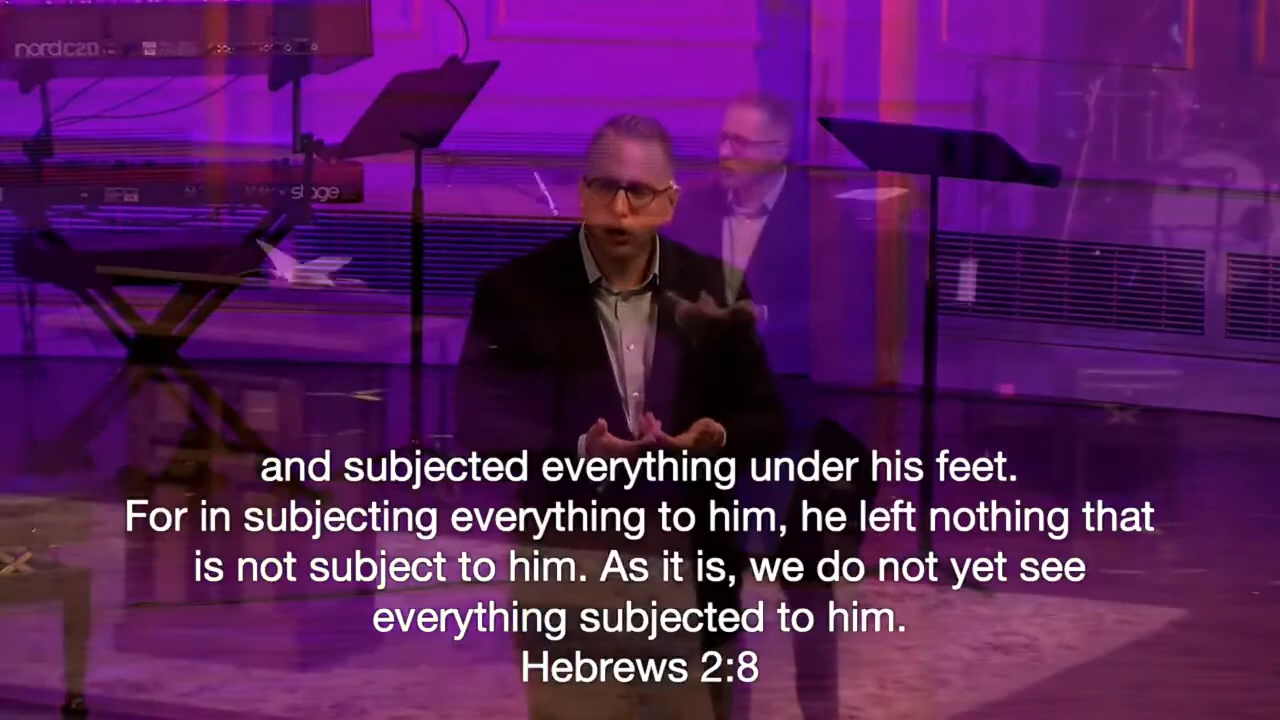 nord C2D
stage
and subjected everything under his feet.
For in subjecting everything to him, he left nothing that
is not subject to him. As it is, we do not yet see
everything subjected to him.
Hebrews 2:8